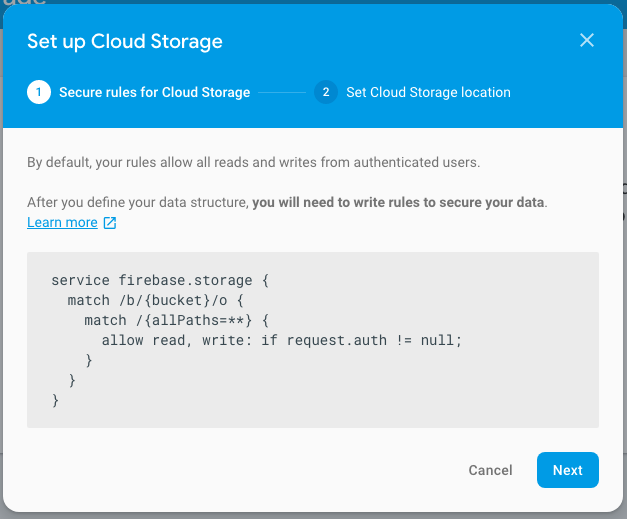 Set up Cloud Storage
1 Secure rules for Cloud Storage 2 Set Cloud Storage location
By default, your rules allow all reads and writes from authenticated users.
After you define your data structure, you will need to write rules to secure your data.
Learn more
service firebase.storage {
  match /b/{bucket}/o {
    match /{allPaths=**} {
      allow read, write: if request.auth != null;
    }
  }
}
Cancel Next